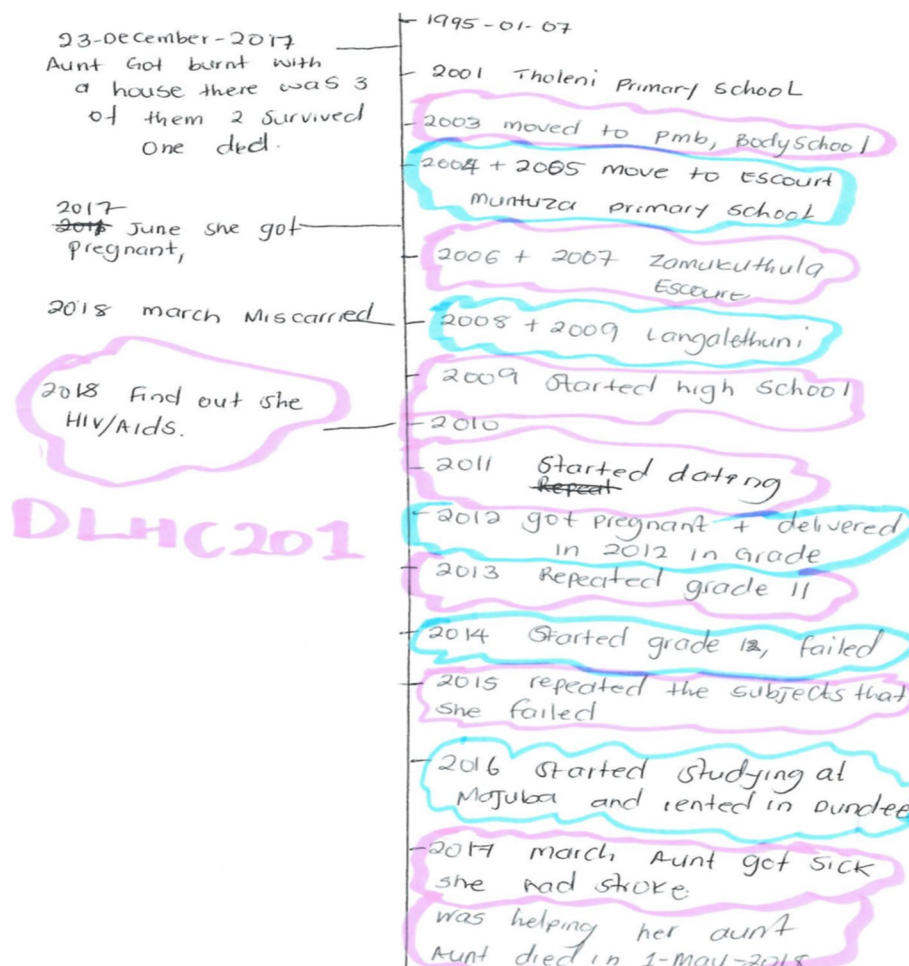 1995-01-07
2001 Tholeni Primary School
2003 moved to pmb, Body School
2004 + 2005 move to Escourt
muntuza primary school
2006 + 2007 Zamukuthula
Escourt
2008 + 2009 Langalethuni
2009 Started high school
2010
2011 Started dating
Repeat
2012 got pregnant + delivered
in 2012 in Grade
2013 Repeated grade 11
2014 Started grade 12, failed
2015 repeated the subjects that
she failed
2016 started studying at
Majuba and rented in Dundee
2017 march Aunt got sick
she had stroke.
was helping her aunt
Aunt died in 1-May-2018
23-December-2017
Aunt Got burnt with
a house there was 3
of them 2 survived
one died.
2017
June she got
pregnant,
2018 march Miscarried
2018 Find out she
HIV/Aids.
DLHC201